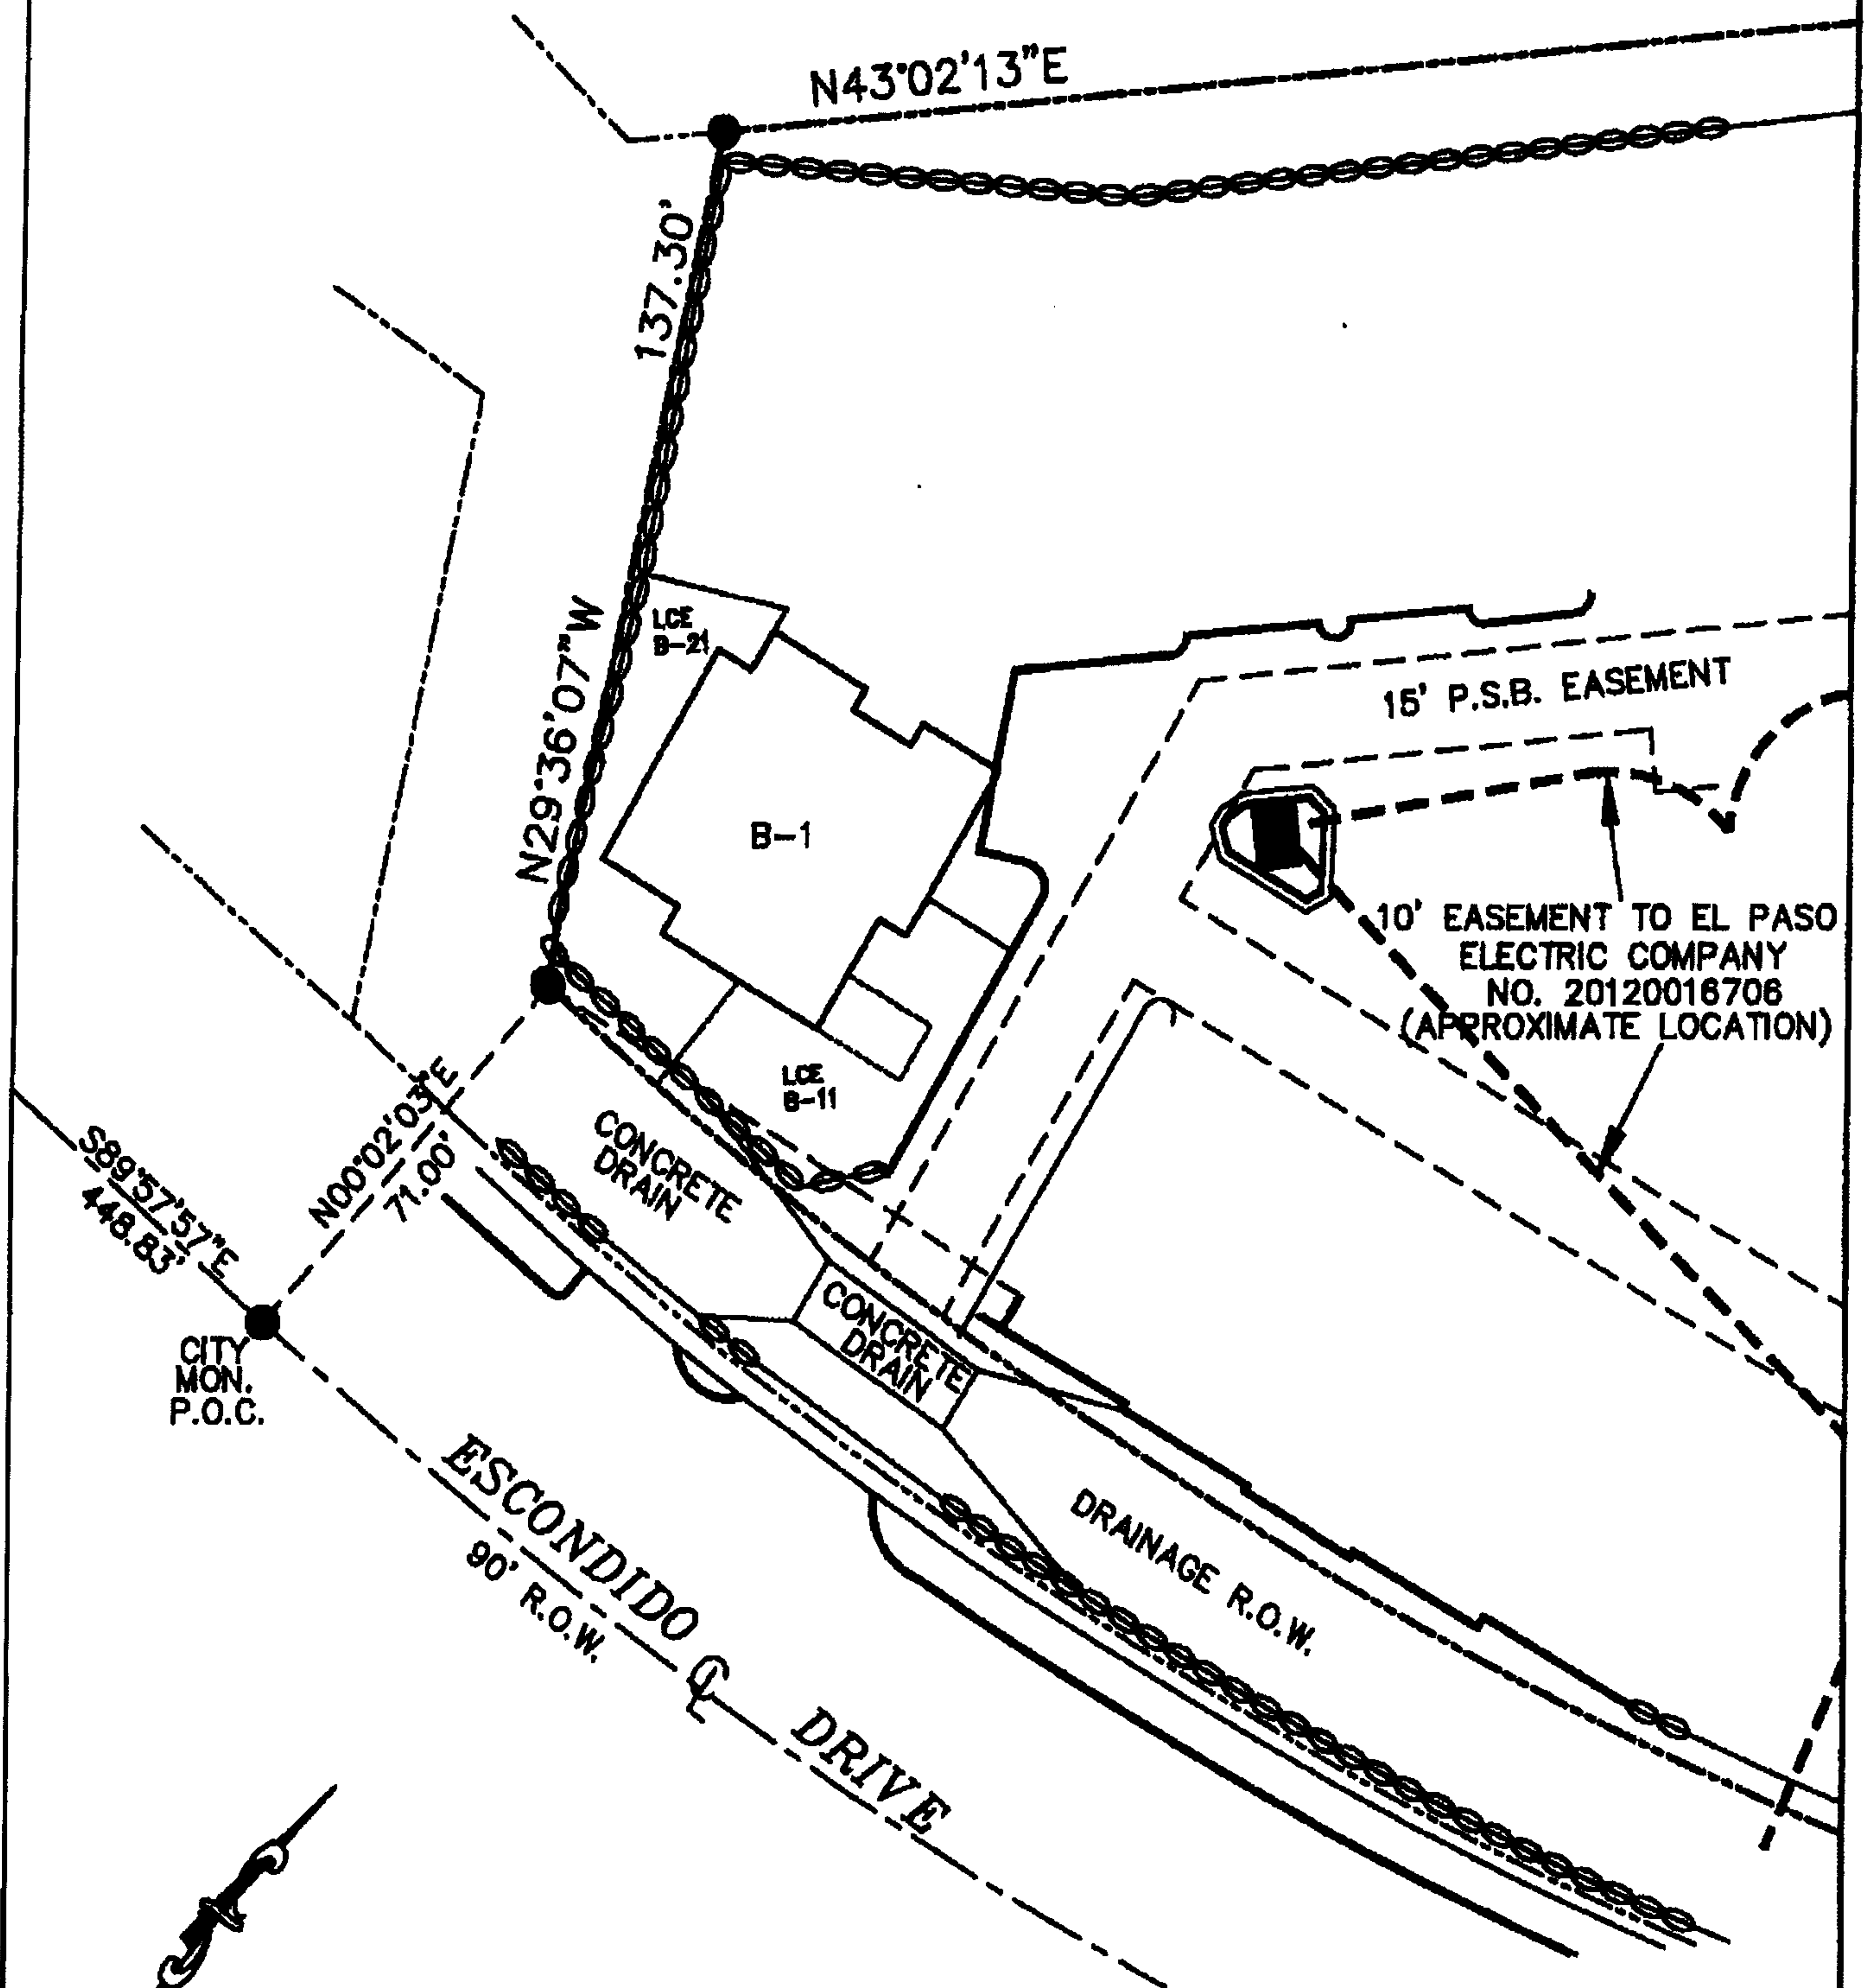 N43°02'13"E
137.30'
N29°36'07"W
LCE
B-21
15' P.S.B. EASEMENT
B-1
10' EASEMENT TO EL PASO
ELECTRIC COMPANY
NO. 20120016706
(APPROXIMATE LOCATION)
LCE
B-11
N00°02'03"E
71.00'
S89°57'57"E
448.83'
CONCRETE
DRAIN
CONCRETE
DRAIN
CITY
MON.
P.O.C.
ESCONDIDO ℄ DRIVE
90' R.O.W.
DRAINAGE R.O.W.